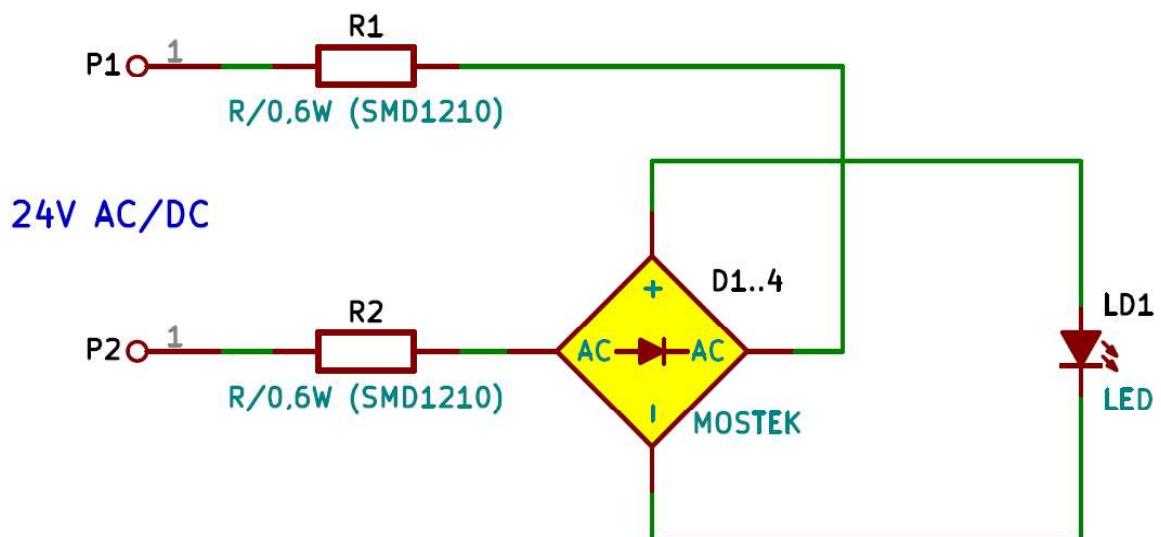 R1
P1 1
R/0,6W (SMD1210)
24V AC/DC
D1..4
+
R2
LD1
P2 1
AC AC
R/0,6W (SMD1210)
-
MOSTEK
LED